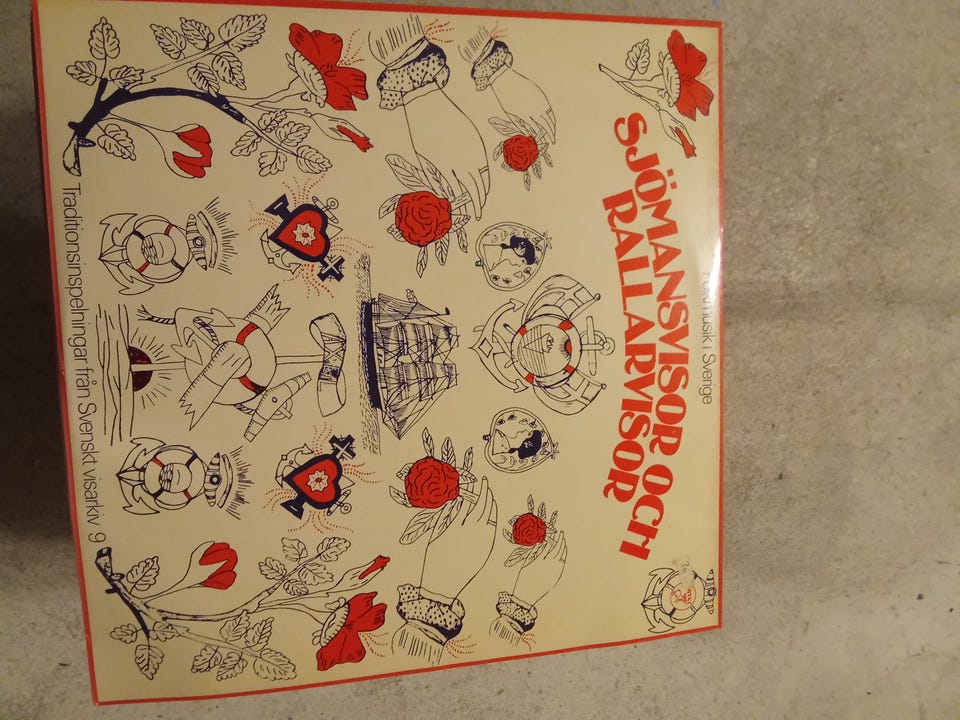 Folkmusik i Sverige
SJÖMANSVISOR OCH
RALLARVISOR
Traditionsinspelningar från Svenskt visarkiv 9